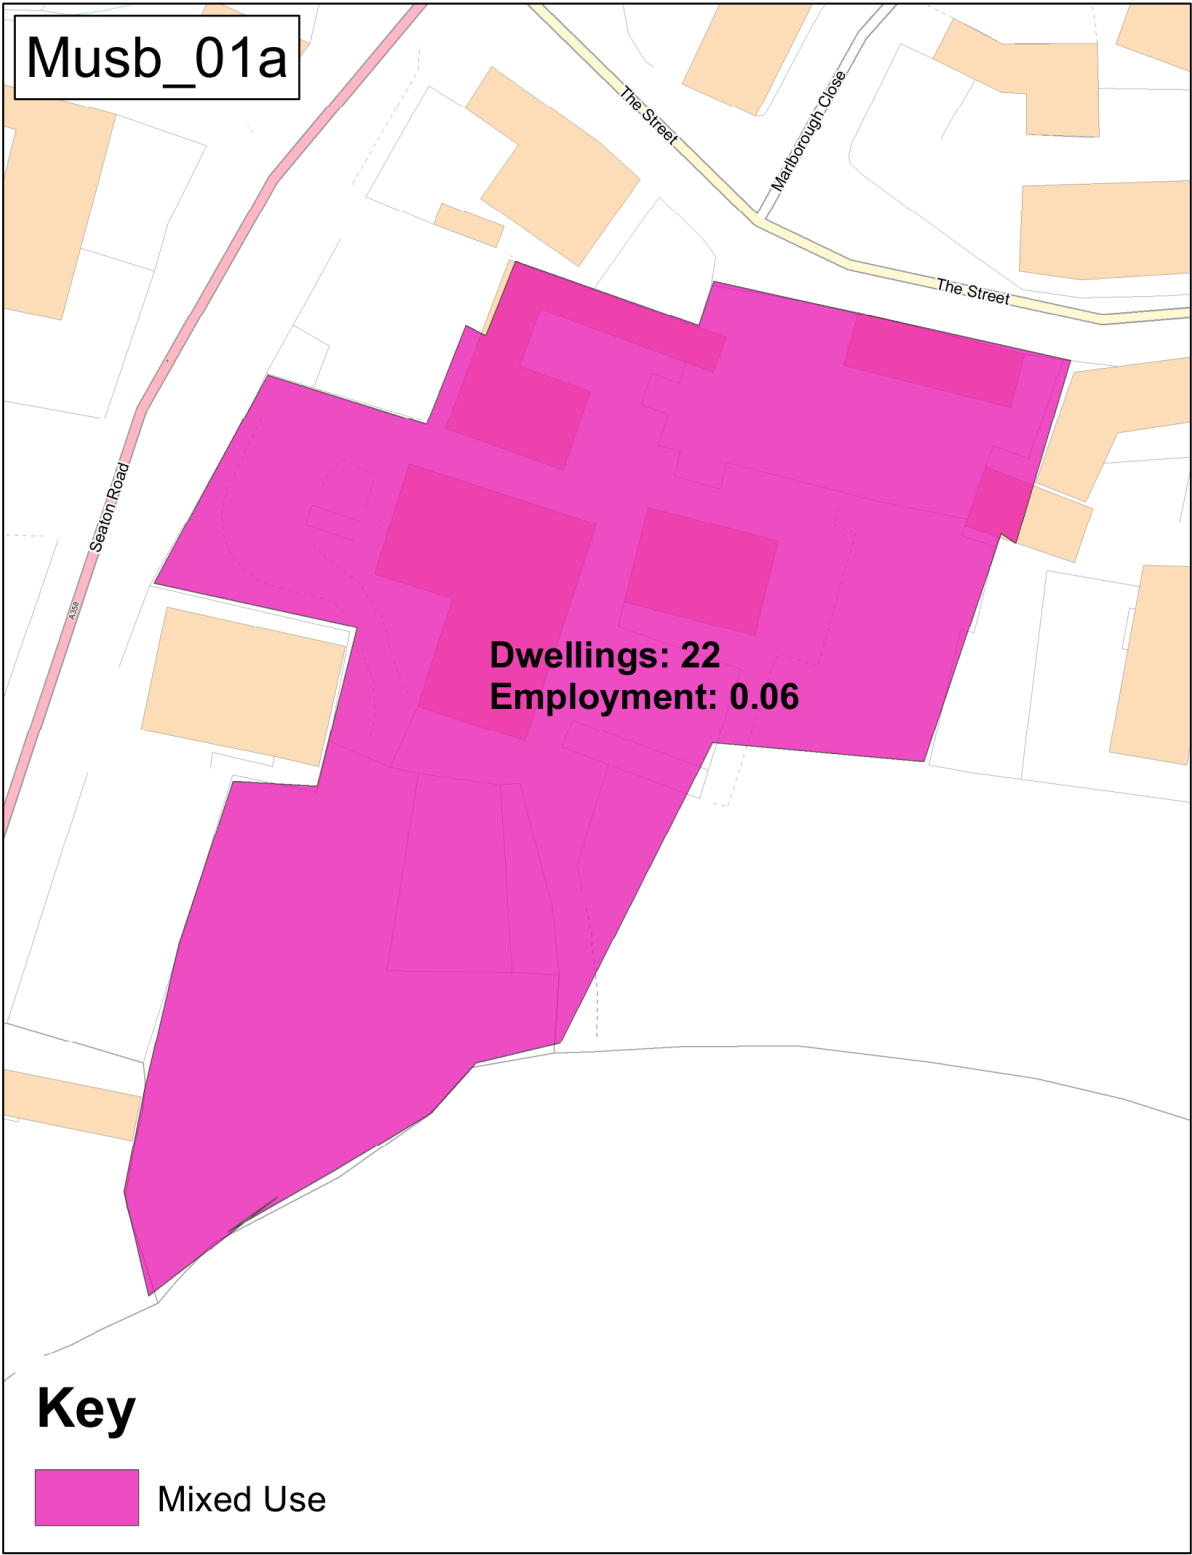 Musb_01a
The Street
Marlborough Close
The Street
Seaton Road
A358
Dwellings: 22
Employment: 0.06
Key
Mixed Use